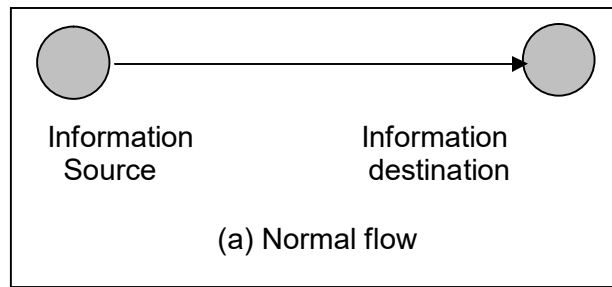 Information
Source
Information
destination
(a) Normal flow